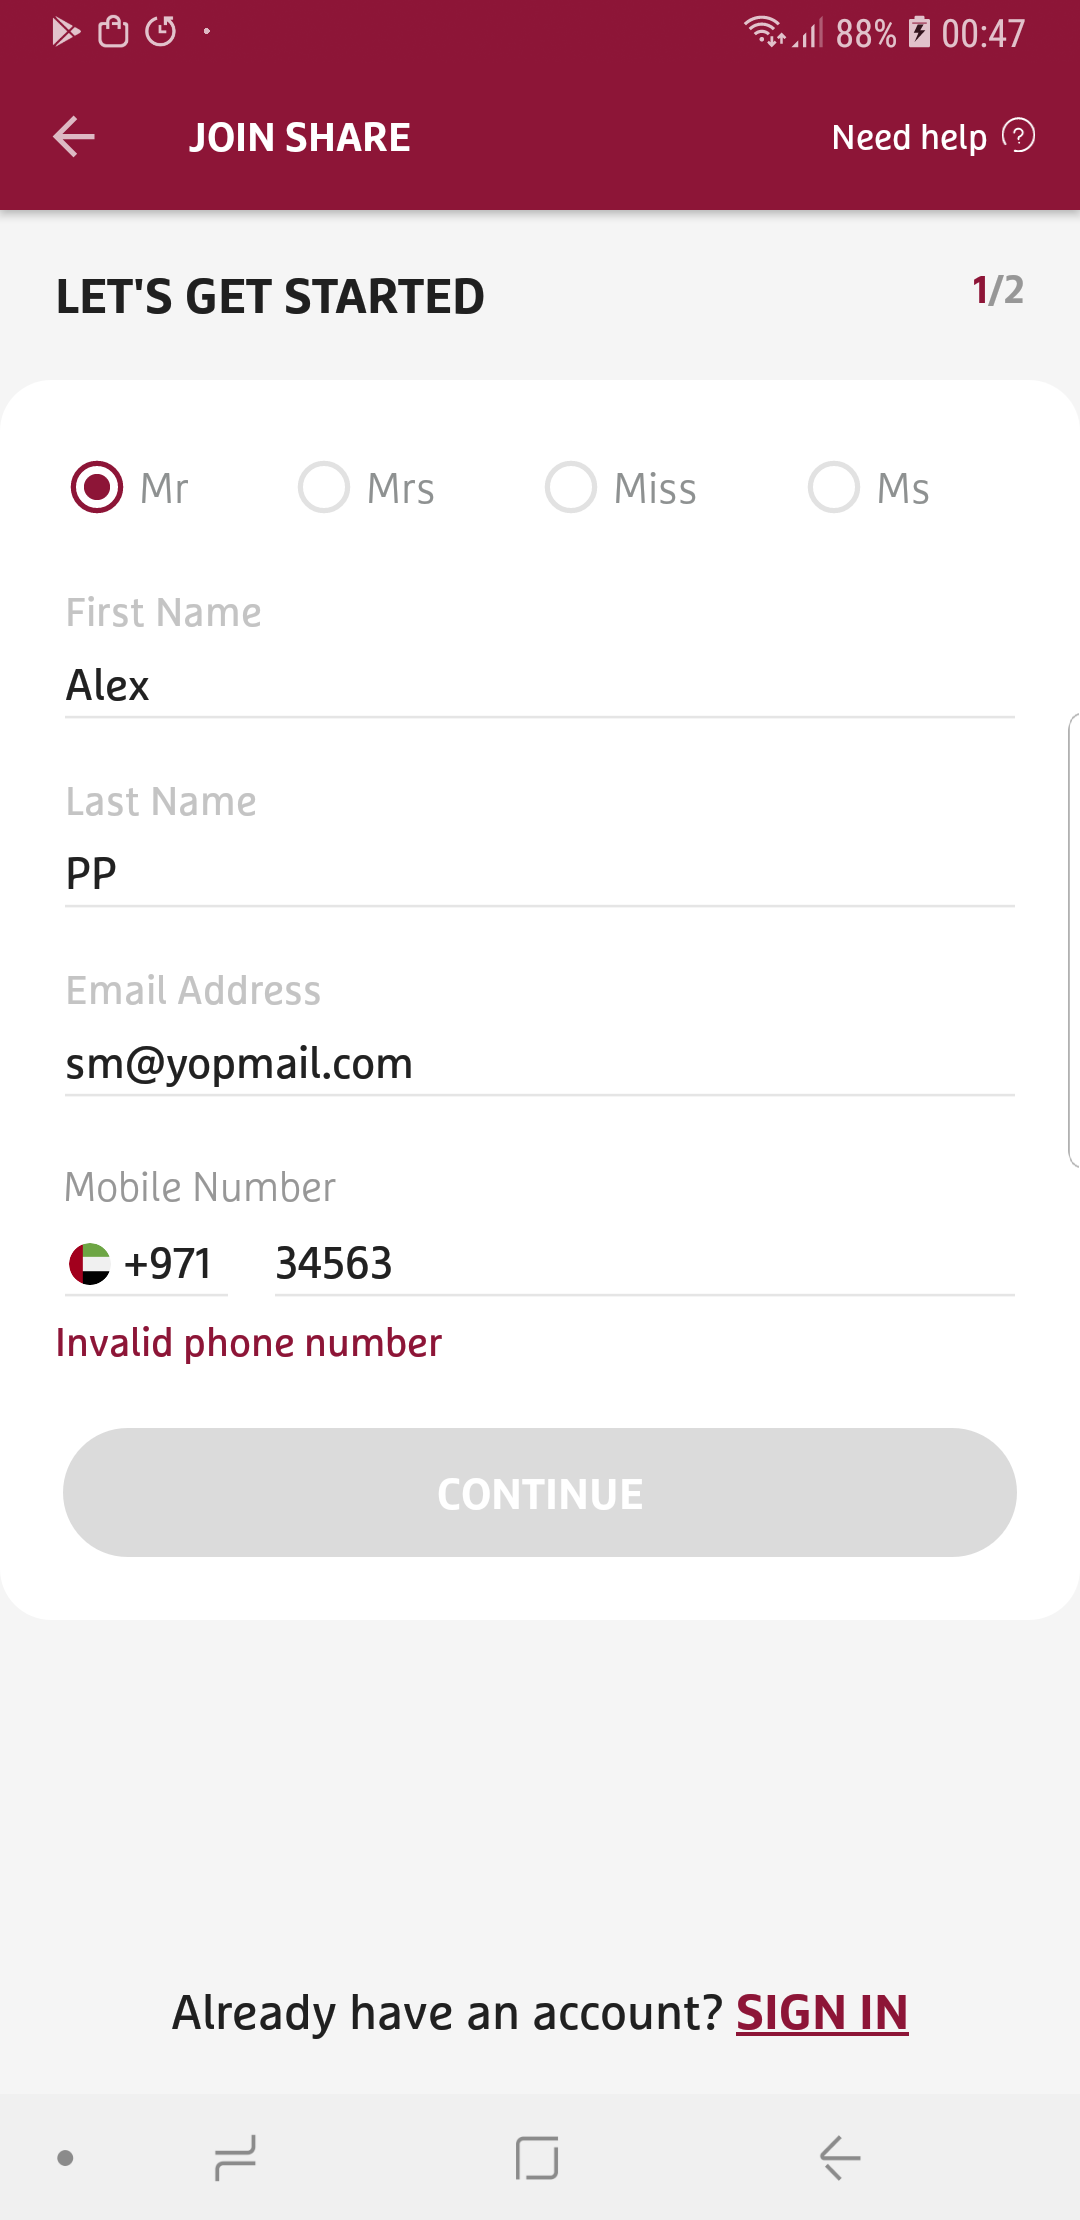 88% 00:47
JOIN SHARE Need help ?
LET'S GET STARTED 1/2
Mr Mrs Miss Ms
First Name
Alex
Last Name
PP
Email Address
sm@yopmail.com
Mobile Number
+971 34563
Invalid phone number
CONTINUE
Already have an account? SIGN IN